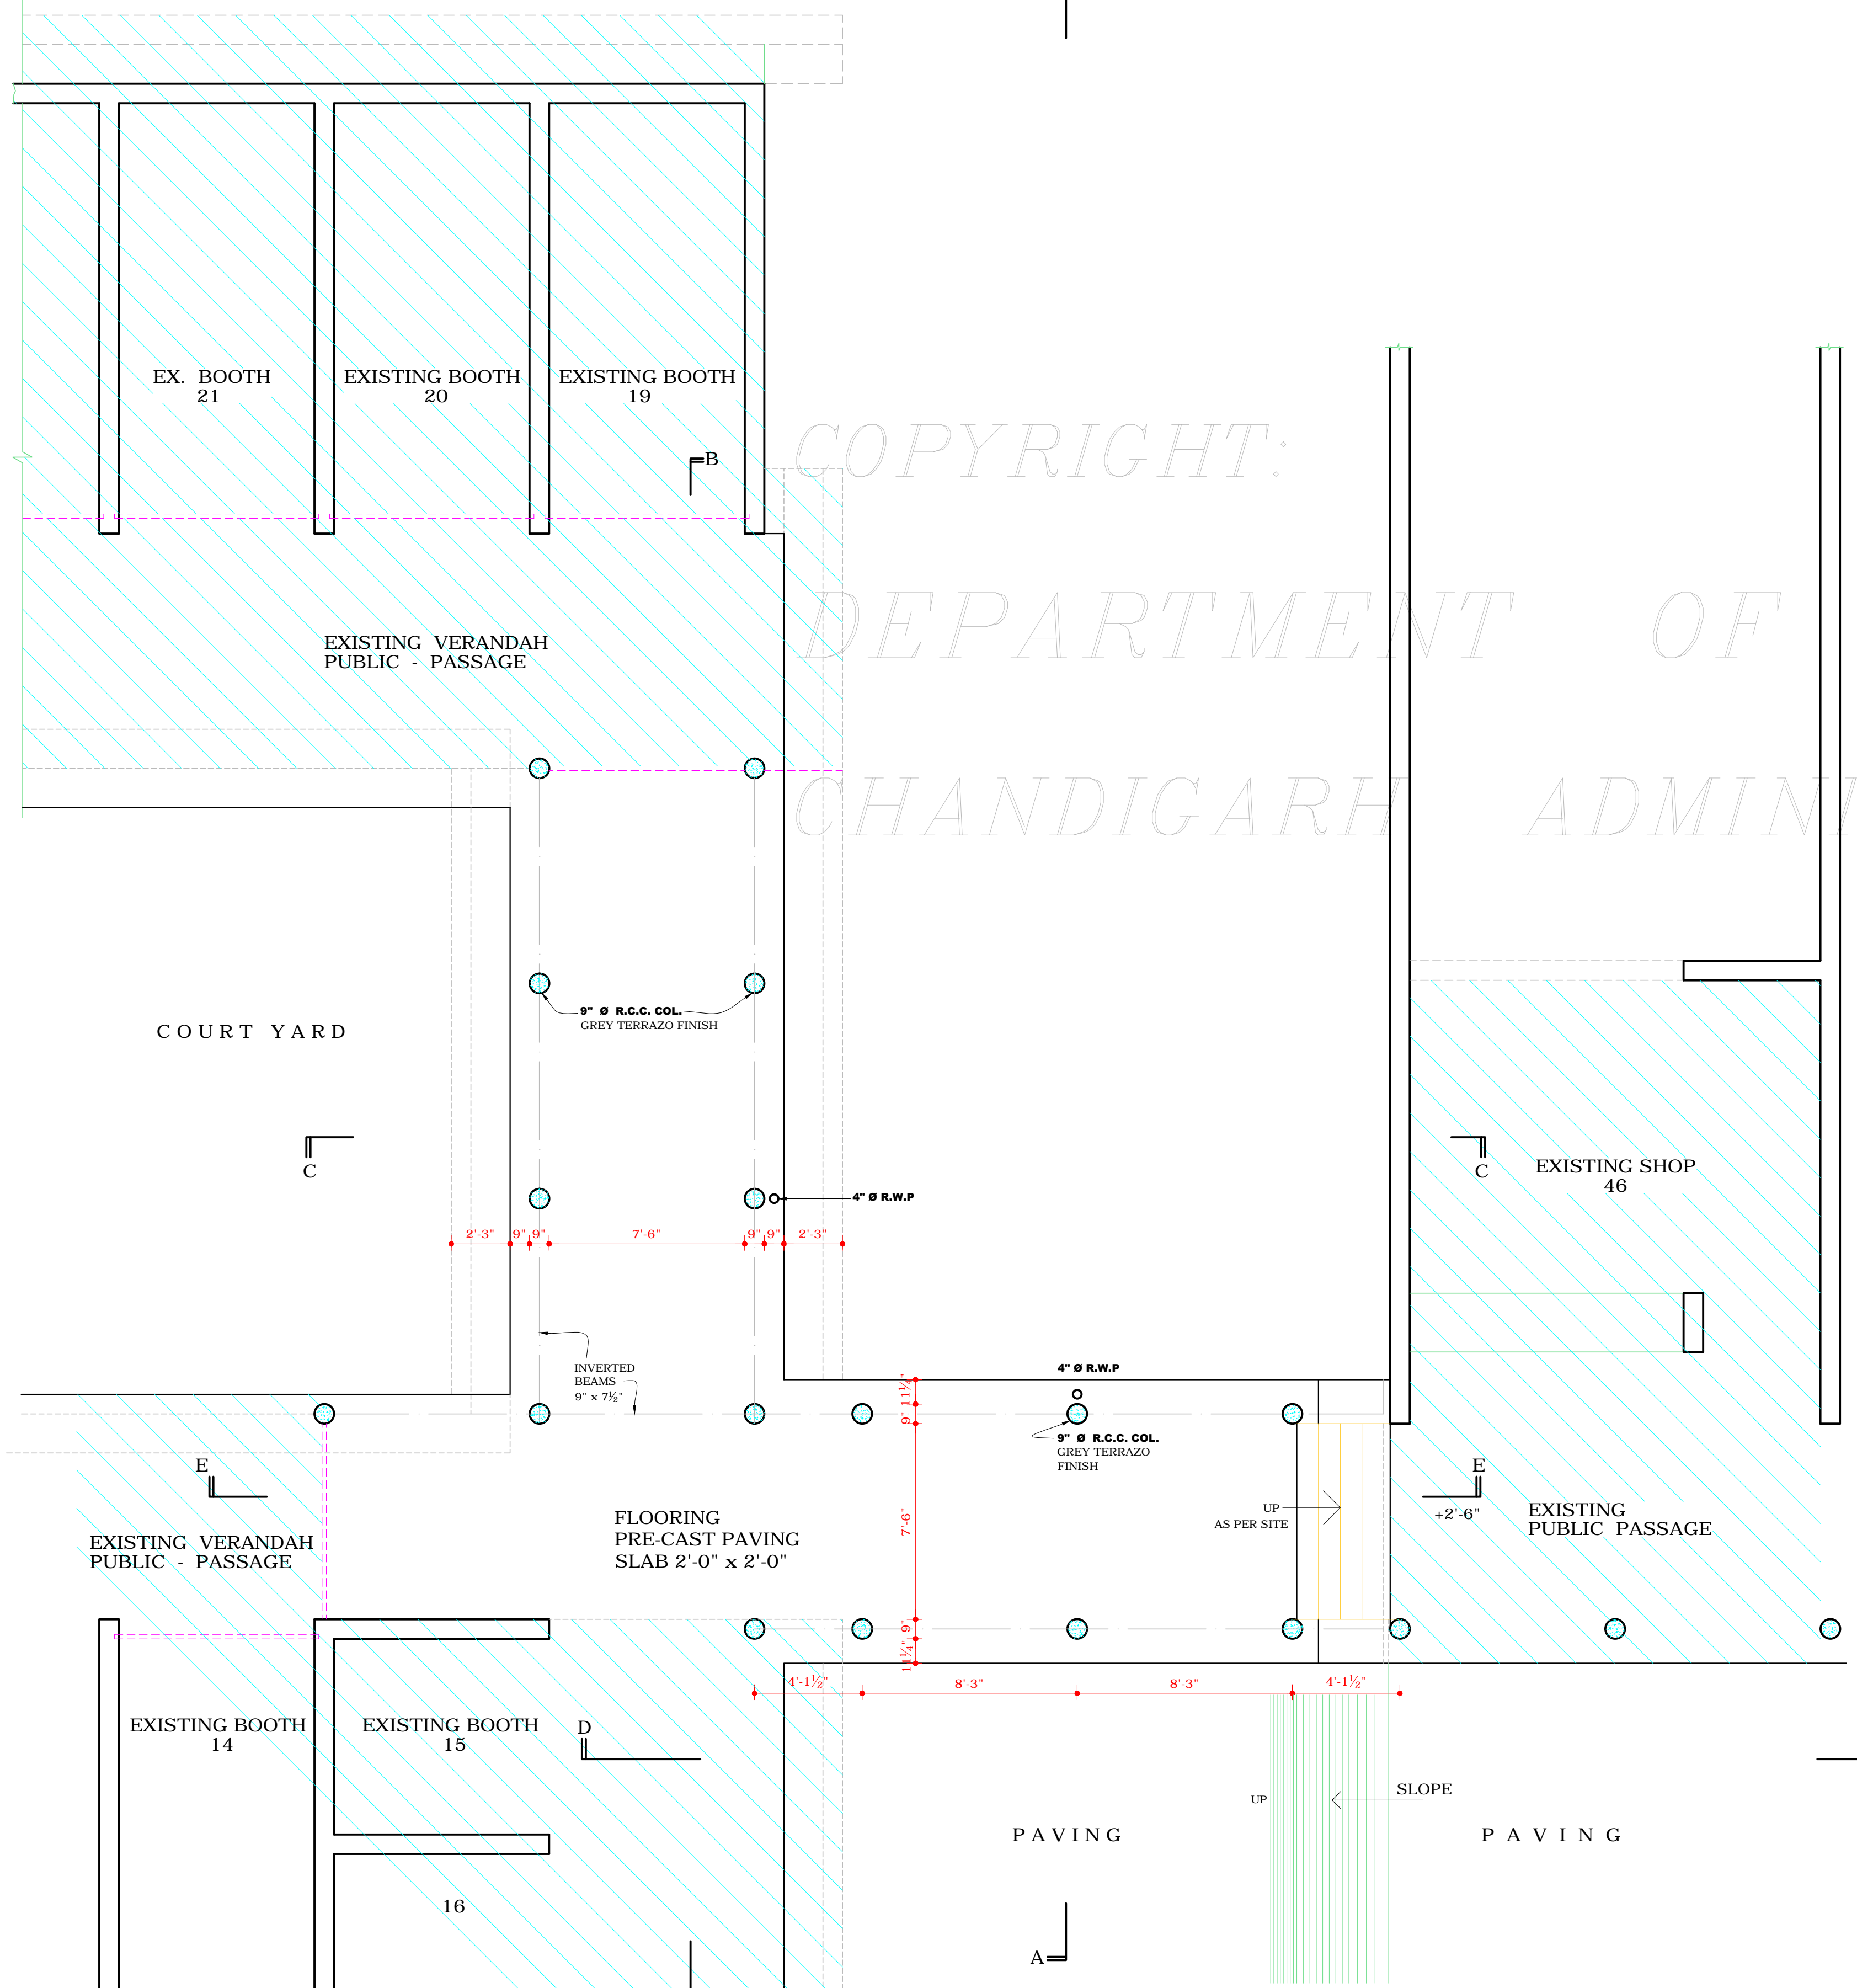 EX. BOOTH
21
EXISTING BOOTH
20
EXISTING BOOTH
19
B
COPYRIGHT:
DEPARTMENT OF
CHANDIGARH ADMINI
EXISTING VERANDAH
PUBLIC - PASSAGE
9" Ø R.C.C. COL.
GREY TERRAZO FINISH
COURT YARD
C
C
EXISTING SHOP
46
4" Ø R.W.P
2'-3" 9" 9" 7'-6" 9" 9" 2'-3"
INVERTED
BEAMS
9" x 7½"
4" Ø R.W.P
11¼"
9"
7'-6"
9"
11¼"
9" Ø R.C.C. COL.
GREY TERRAZO
FINISH
E
E
+2'-6"
UP
AS PER SITE
EXISTING
PUBLIC PASSAGE
FLOORING
PRE-CAST PAVING
SLAB 2'-0" x 2'-0"
EXISTING VERANDAH
PUBLIC - PASSAGE
4'-1½" 8'-3" 8'-3" 4'-1½"
EXISTING BOOTH
14
EXISTING BOOTH
15
D
UP
SLOPE
PAVING
PAVING
16
A